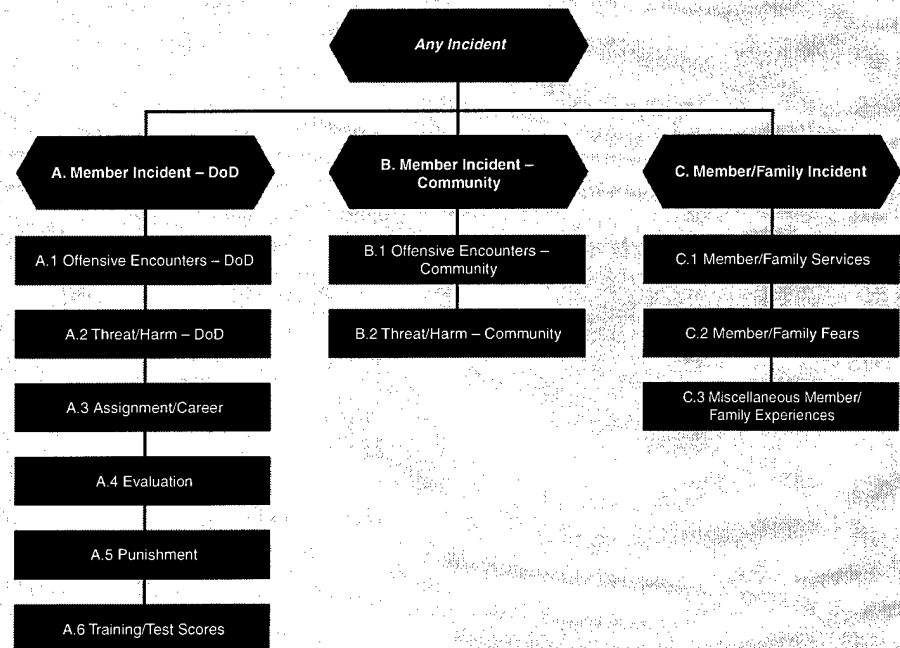 Any Incident
A. Member Incident – DoD
B. Member Incident –
Community
C. Member/Family Incident
A.1 Offensive Encounters – DoD
A.2 Threat/Harm – DoD
A.3 Assignment/Career
A.4 Evaluation
A.5 Punishment
A.6 Training/Test Scores
B.1 Offensive Encounters –
Community
B.2 Threat/Harm – Community
C.1 Member/Family Services
C.2 Member/Family Fears
C.3 Miscellaneous Member/
Family Experiences